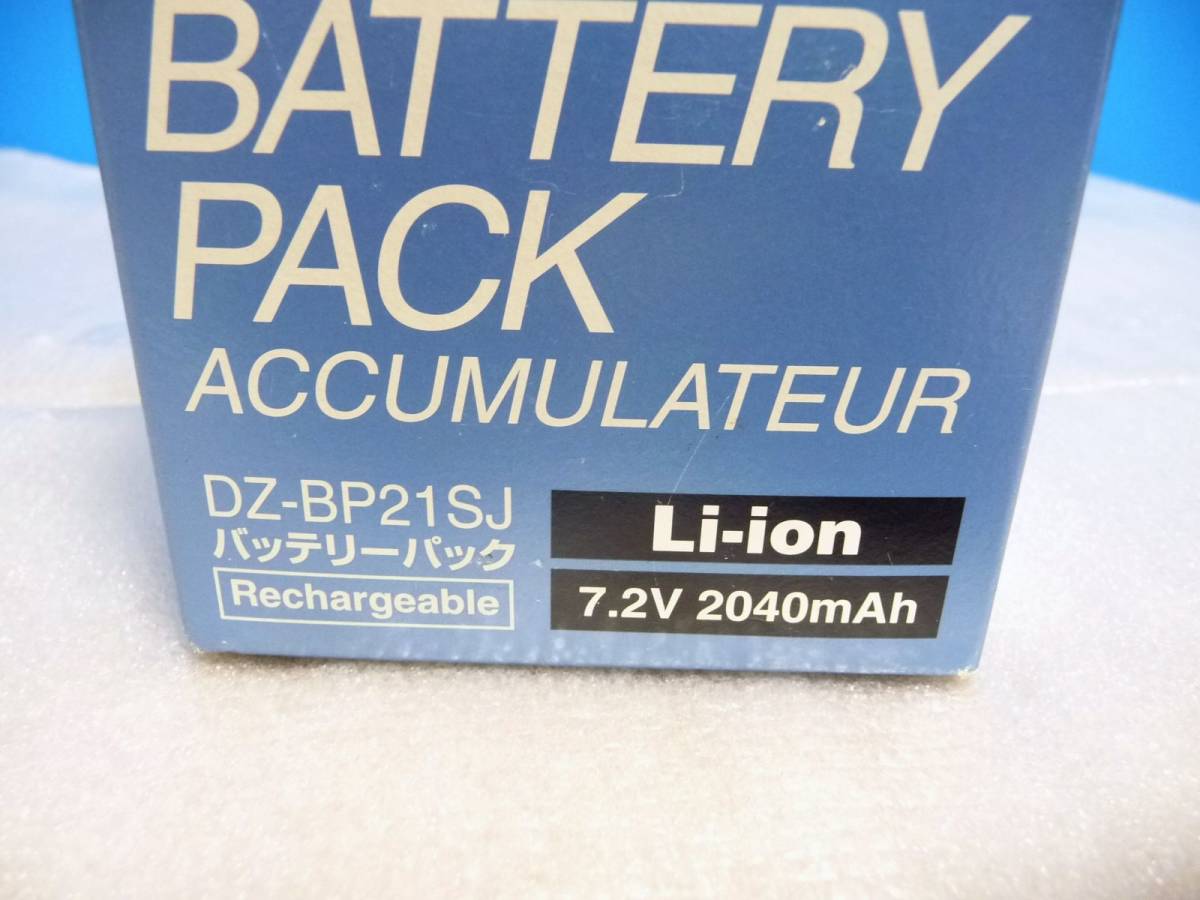 BATTERY
PACK
ACCUMULATEUR
DZ-BP21SJ
バッテリーパック
Rechargeable
Li-ion
7.2V 2040mAh